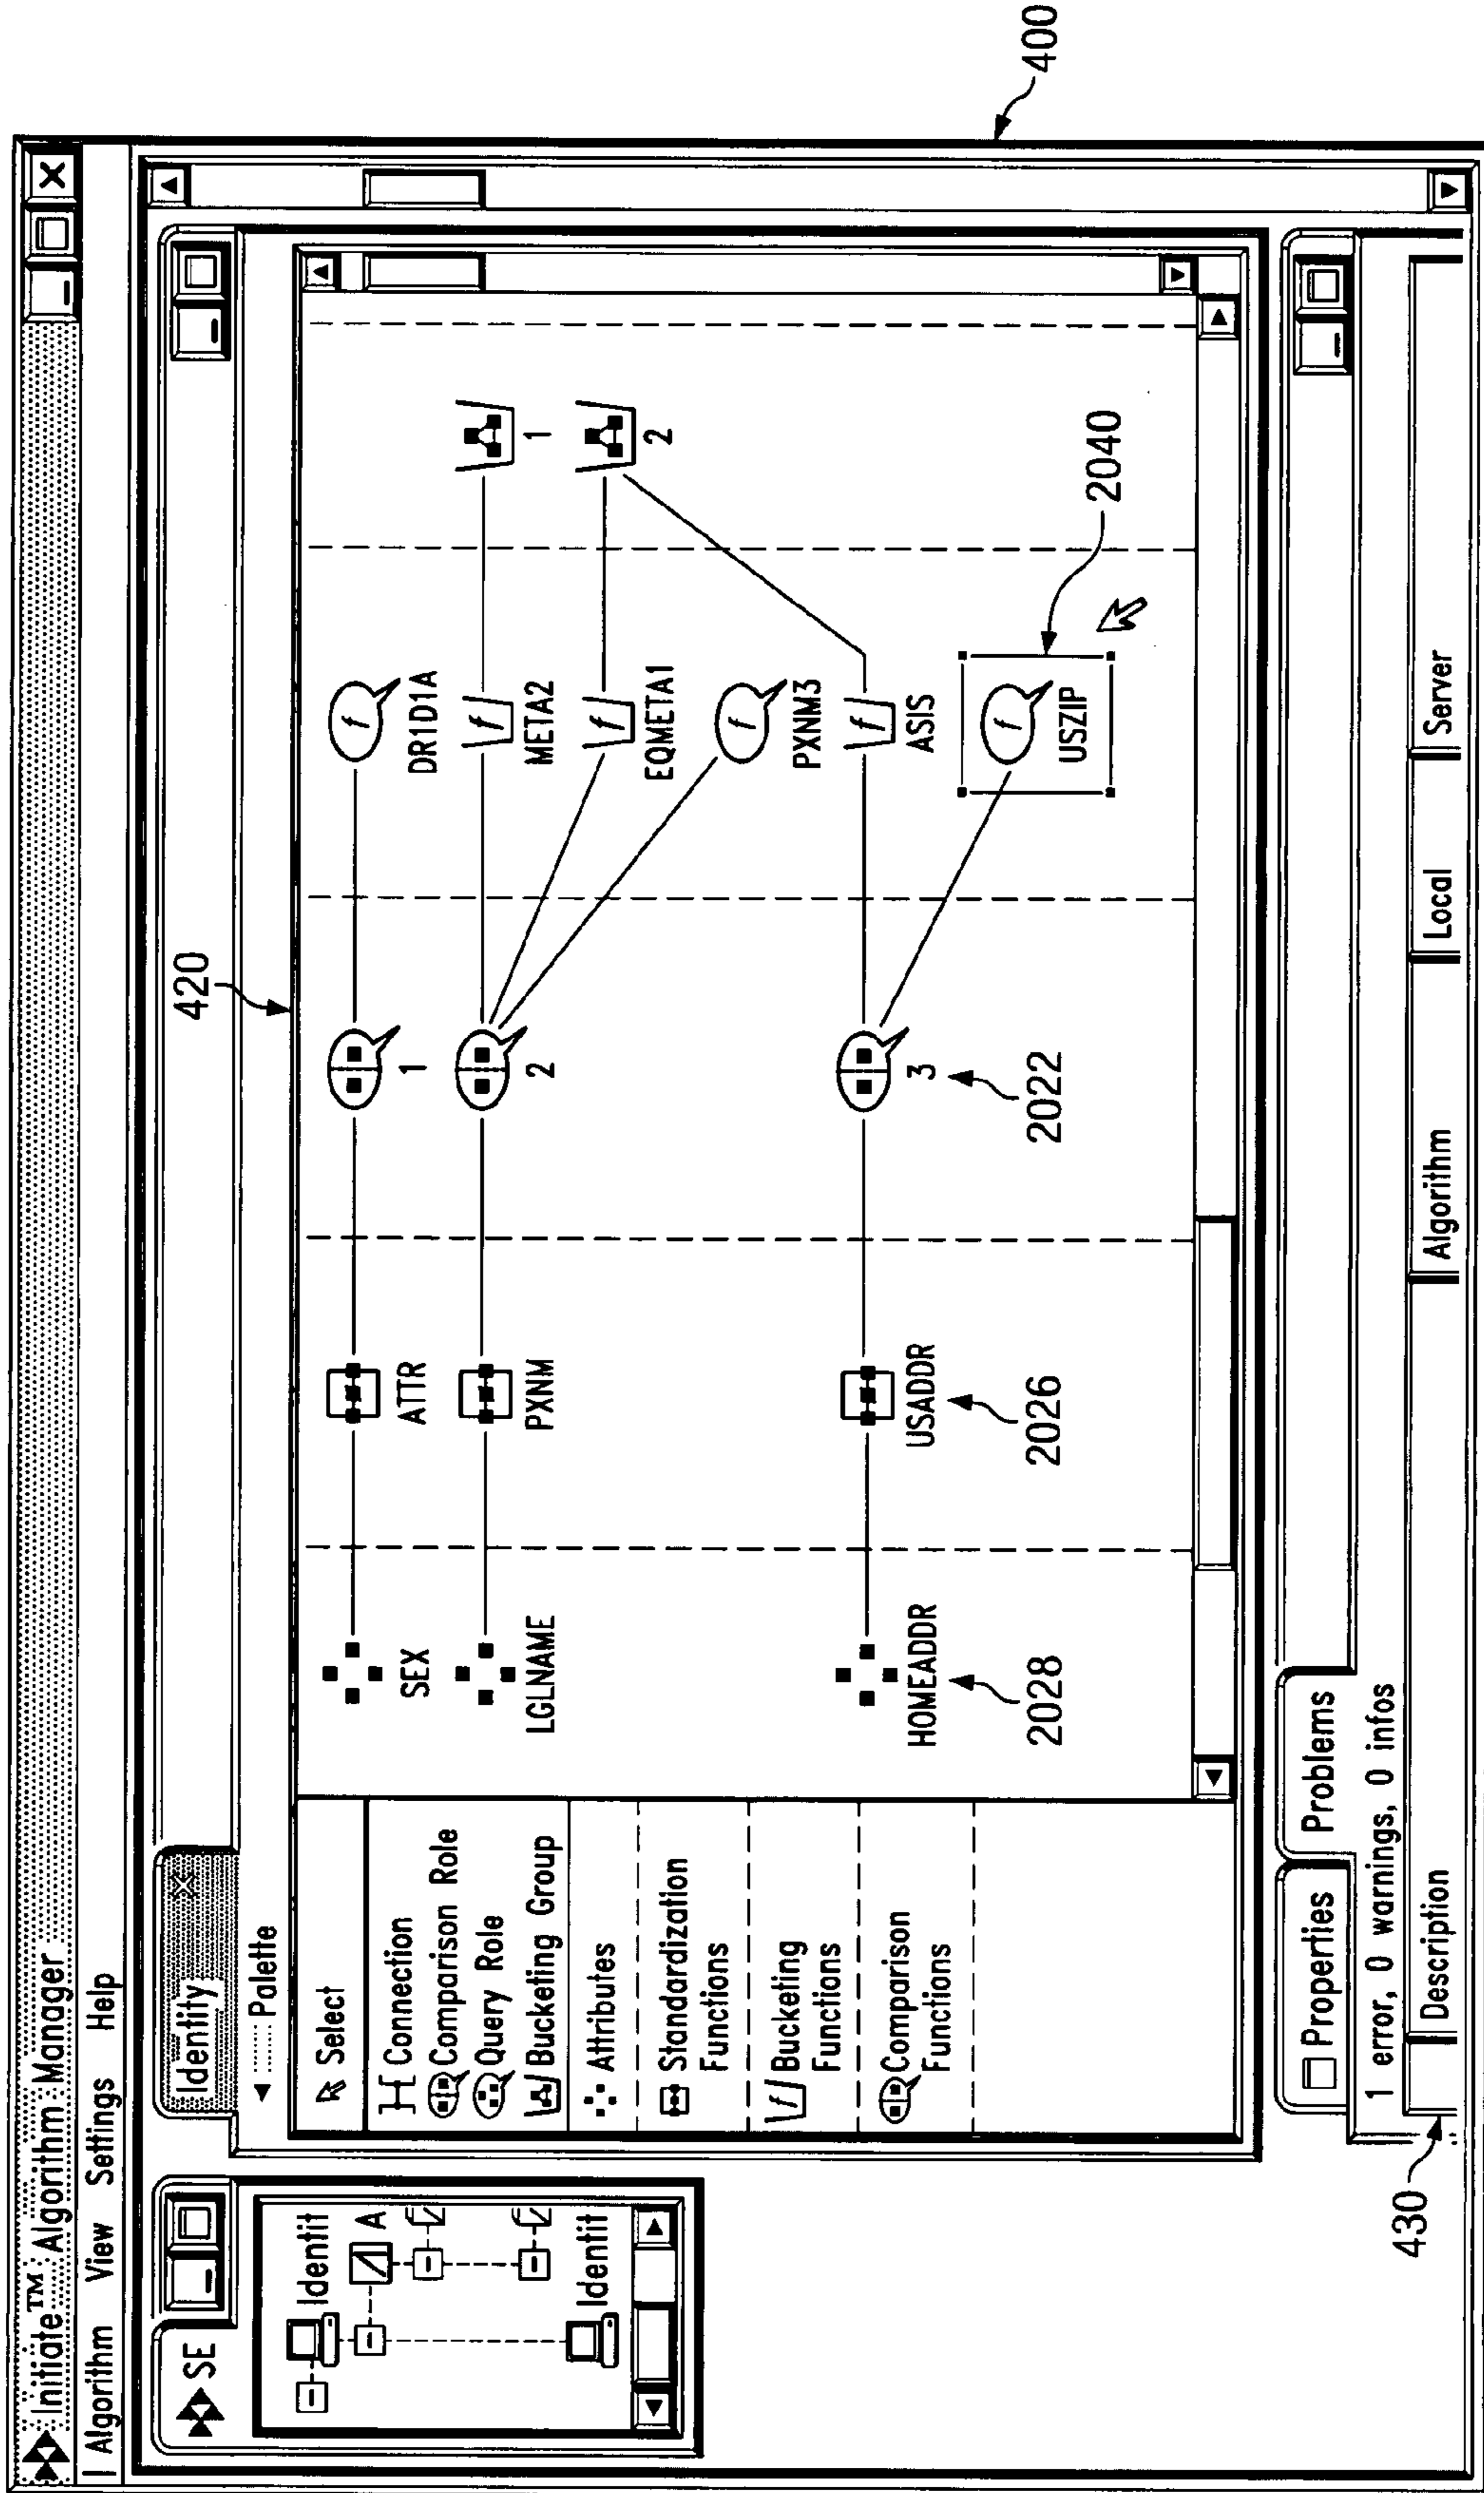 Initiate™ Algorithm Manager
Algorithm View Settings Help
SE
Identit
A
Identit
Identity
Palette
Select
Connection
Comparison Role
Query Role
Bucketing Group
Attributes
Standardization
Functions
Bucketing
Functions
Comparison
Functions
420
SEX
ATTR
1
DR1D1A
LGLNAME
PXNM
2
META2
1
EQMETA1
2
PXNM3
HOMEADDR
USADDR
3
ASIS
2028
2026
2022
USZIP
2040
400
Properties
Problems
1 error, 0 warnings, 0 infos
430
Description
Algorithm
Local
Server